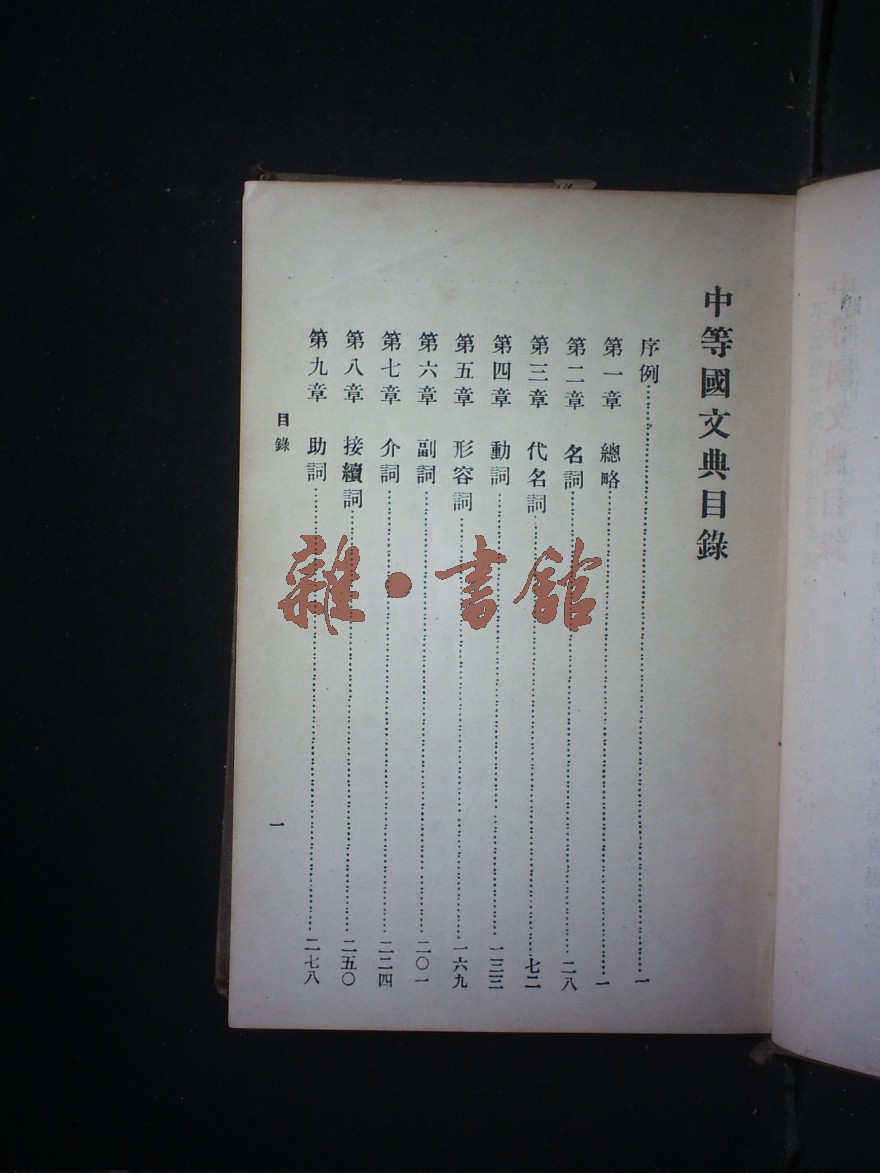 中等國文典目錄
序例……一
第一章 總略……一
第二章 名詞……二八
第三章 代名詞……七二
第四章 動詞……一三三
第五章 形容詞……一六九
第六章 副詞……二〇一
第七章 介詞……二二四
第八章 接續詞……二五〇
第九章 助詞……二七八
目錄
一
雜·書館